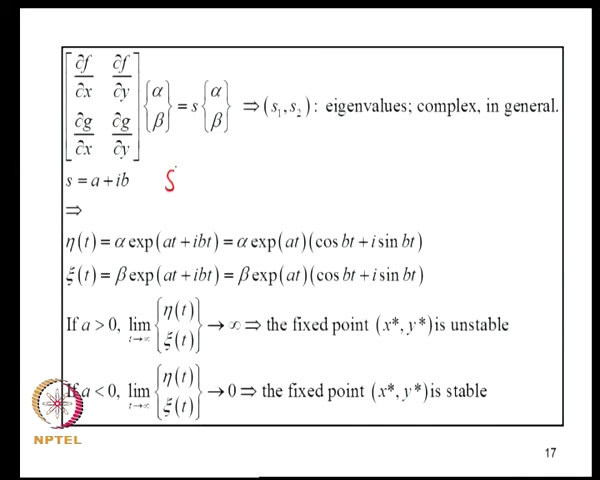 [∂f/∂x ∂f/∂y; ∂g/∂x ∂g/∂y] {α; β} = s {α; β} ⇒ (s₁, s₂) : eigenvalues; complex, in general.
s = a + ib S
⇒
η(t) = α exp(at + ibt) = α exp(at)(cos bt + i sin bt)
ξ(t) = β exp(at + ibt) = β exp(at)(cos bt + i sin bt)
If a > 0, lim t→∞ {η(t); ξ(t)} → ∞ ⇒ the fixed point (x*, y*) is unstable
If a < 0, lim t→∞ {η(t); ξ(t)} → 0 ⇒ the fixed point (x*, y*) is stable
NPTEL
17